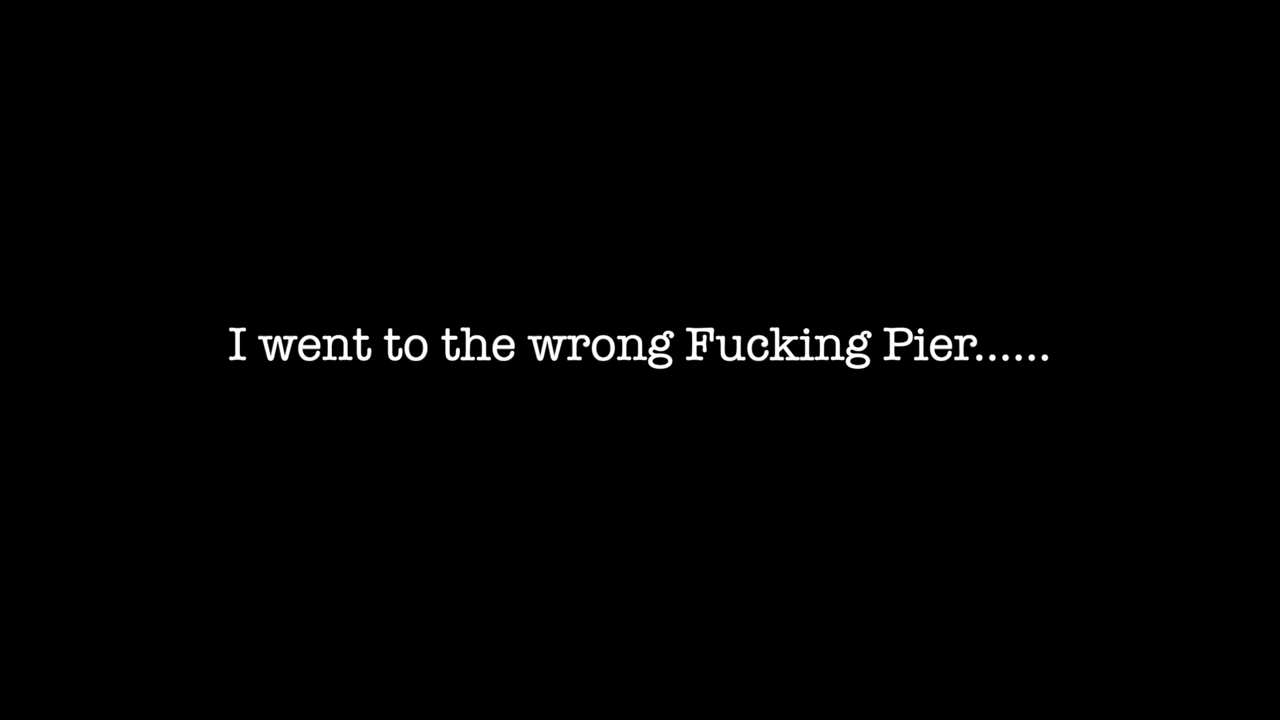 I went to the wrong Fucking Pier......